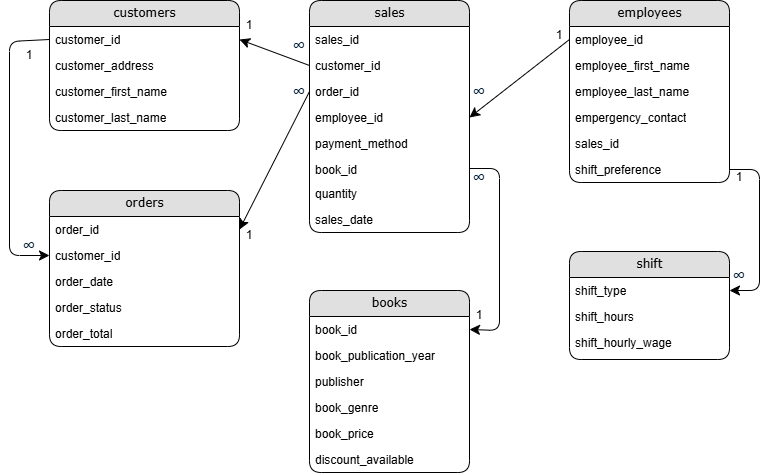 customers
customer_id
customer_address
customer_first_name
customer_last_name
1
1
sales
sales_id
customer_id
order_id
employee_id
payment_method
book_id
quantity
sales_date
∞
∞
∞
∞
employees
employee_id
employee_first_name
employee_last_name
empergency_contact
sales_id
shift_preference
1
1
orders
order_id
customer_id
order_date
order_status
order_total
∞
1
books
book_id
book_publication_year
publisher
book_genre
book_price
discount_available
1
shift
shift_type
shift_hours
shift_hourly_wage
∞